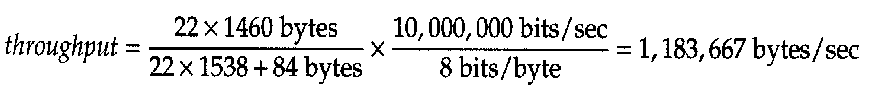 throughput = 22 × 1460 bytes / 22 × 1538 + 84 bytes × 10,000,000 bits/sec / 8 bits/byte = 1,183,667 bytes/sec